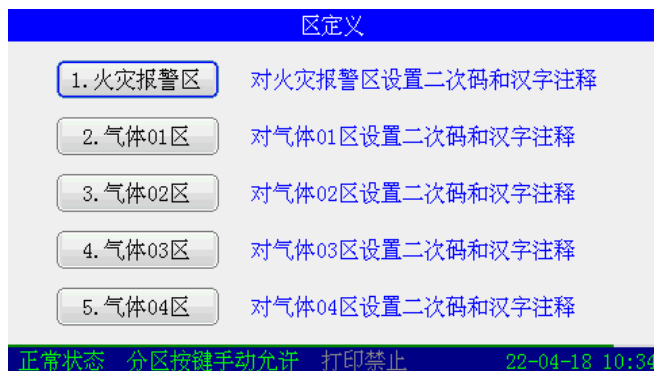 区定义
1.火灾报警区 对火灾报警区设置二次码和汉字注释
2.气体01区 对气体01区设置二次码和汉字注释
3.气体02区 对气体02区设置二次码和汉字注释
4.气体03区 对气体03区设置二次码和汉字注释
5.气体04区 对气体04区设置二次码和汉字注释
正常状态 分区按键手动允许 打印禁止 22-04-18 10:34